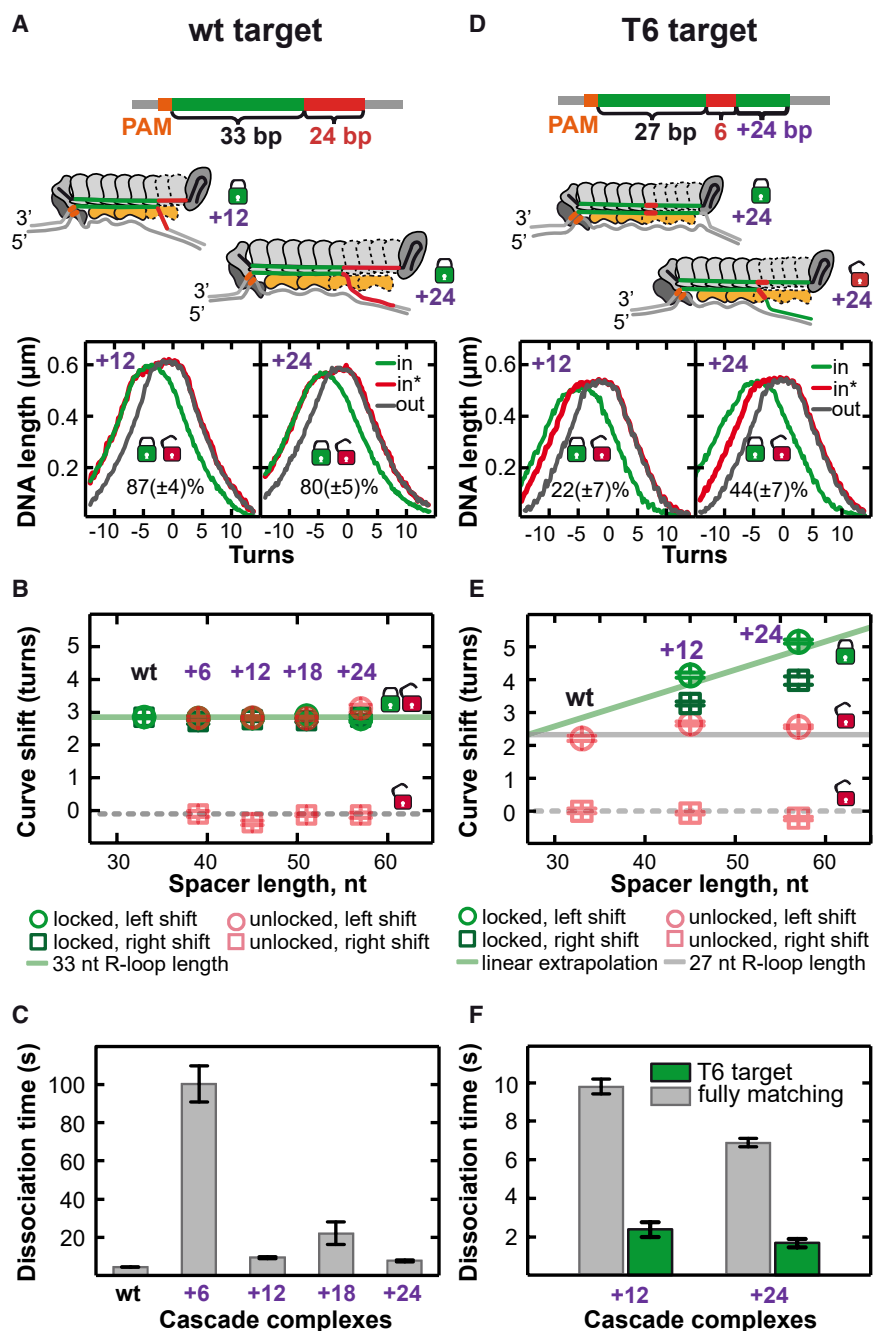 A
wt target
PAM
33 bp
24 bp
+12
3’
5’
+24
3’
5’
DNA length (µm)
0.6
0.4
0.2
+12
87(±4)%
+24
in
in*
out
80(±5)%
-10 -5 0 5
-10 -5 0 5 10
Turns
B
Curve shift (turns)
5
4
3
2
1
0
wt +6 +12 +18 +24
30 40 50 60
Spacer length, nt
locked, left shift
unlocked, left shift
locked, right shift
unlocked, right shift
33 nt R-loop length
C
Dissociation time (s)
100
80
60
40
20
wt +6 +12 +18 +24
Cascade complexes
D
T6 target
PAM
27 bp
6
+24 bp
3’
5’
+24
3’
5’
+24
DNA length (µm)
0.6
0.4
0.2
+12
22(±7)%
+24
in
in*
out
44(±7)%
-10 -5 0 5
-10 -5 0 5 10
Turns
E
Curve shift (turns)
5
4
3
2
1
0
wt
+12
+24
30 40 50 60
Spacer length, nt
locked, left shift
unlocked, left shift
locked, right shift
unlocked, right shift
linear extrapolation
27 nt R-loop length
F
Dissociation time (s)
10
8
6
4
2
T6 target
fully matching
+12 +24
Cascade complexes